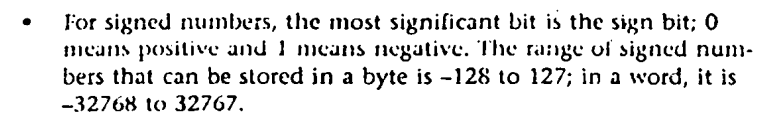 • For signed numbers, the most significant bit is the sign bit; 0
means positive and 1 means negative. The range of signed num-
bers that can be stored in a byte is –128 to 127; in a word, it is
–32768 to 32767.